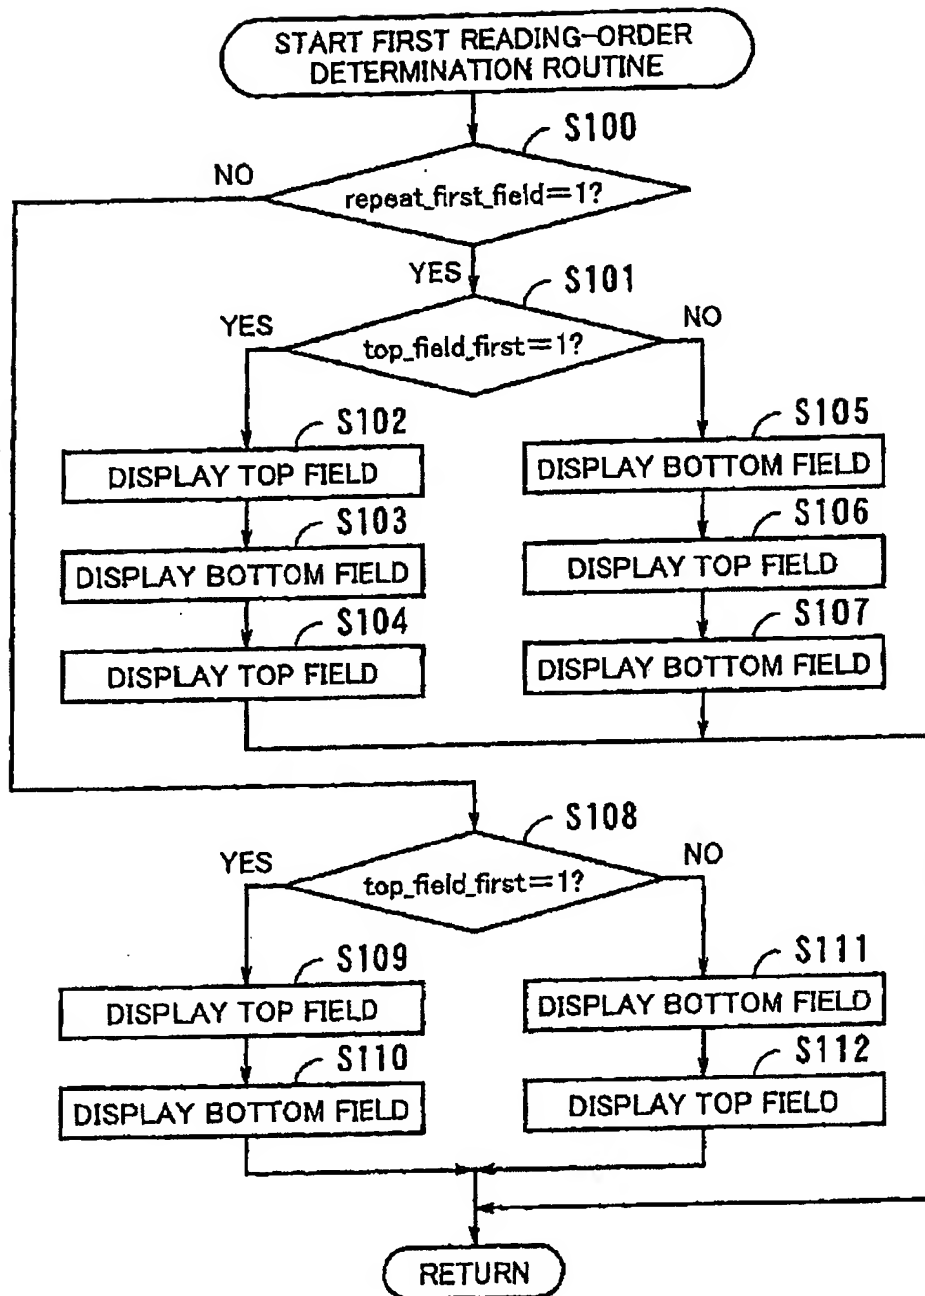 START FIRST READING-ORDER
DETERMINATION ROUTINE
S100
NO
repeat_first_field=1?
YES
S101
YES
NO
top_field_first=1?
S102
DISPLAY TOP FIELD
S103
DISPLAY BOTTOM FIELD
S104
DISPLAY TOP FIELD
S105
DISPLAY BOTTOM FIELD
S106
DISPLAY TOP FIELD
S107
DISPLAY BOTTOM FIELD
S108
YES
NO
top_field_first=1?
S109
DISPLAY TOP FIELD
S110
DISPLAY BOTTOM FIELD
S111
DISPLAY BOTTOM FIELD
S112
DISPLAY TOP FIELD
RETURN